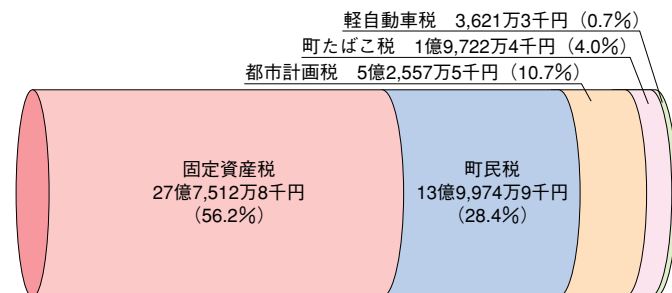 軽自動車税 3,621万3千円（0.7％）
町たばこ税 1億9,722万4千円（4.0％）
都市計画税 5億2,557万5千円（10.7％）
固定資産税
27億7,512万8千円
（56.2％）
町民税
13億9,974万9千円
（28.4％）